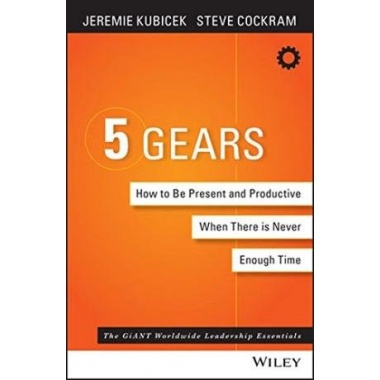 JEREMIE KUBICEK STEVE COCKRAM
5 GEARS
How to Be Present and Productive
When There is Never
Enough Time
The GiANT Worldwide Leadership Essentials
WILEY